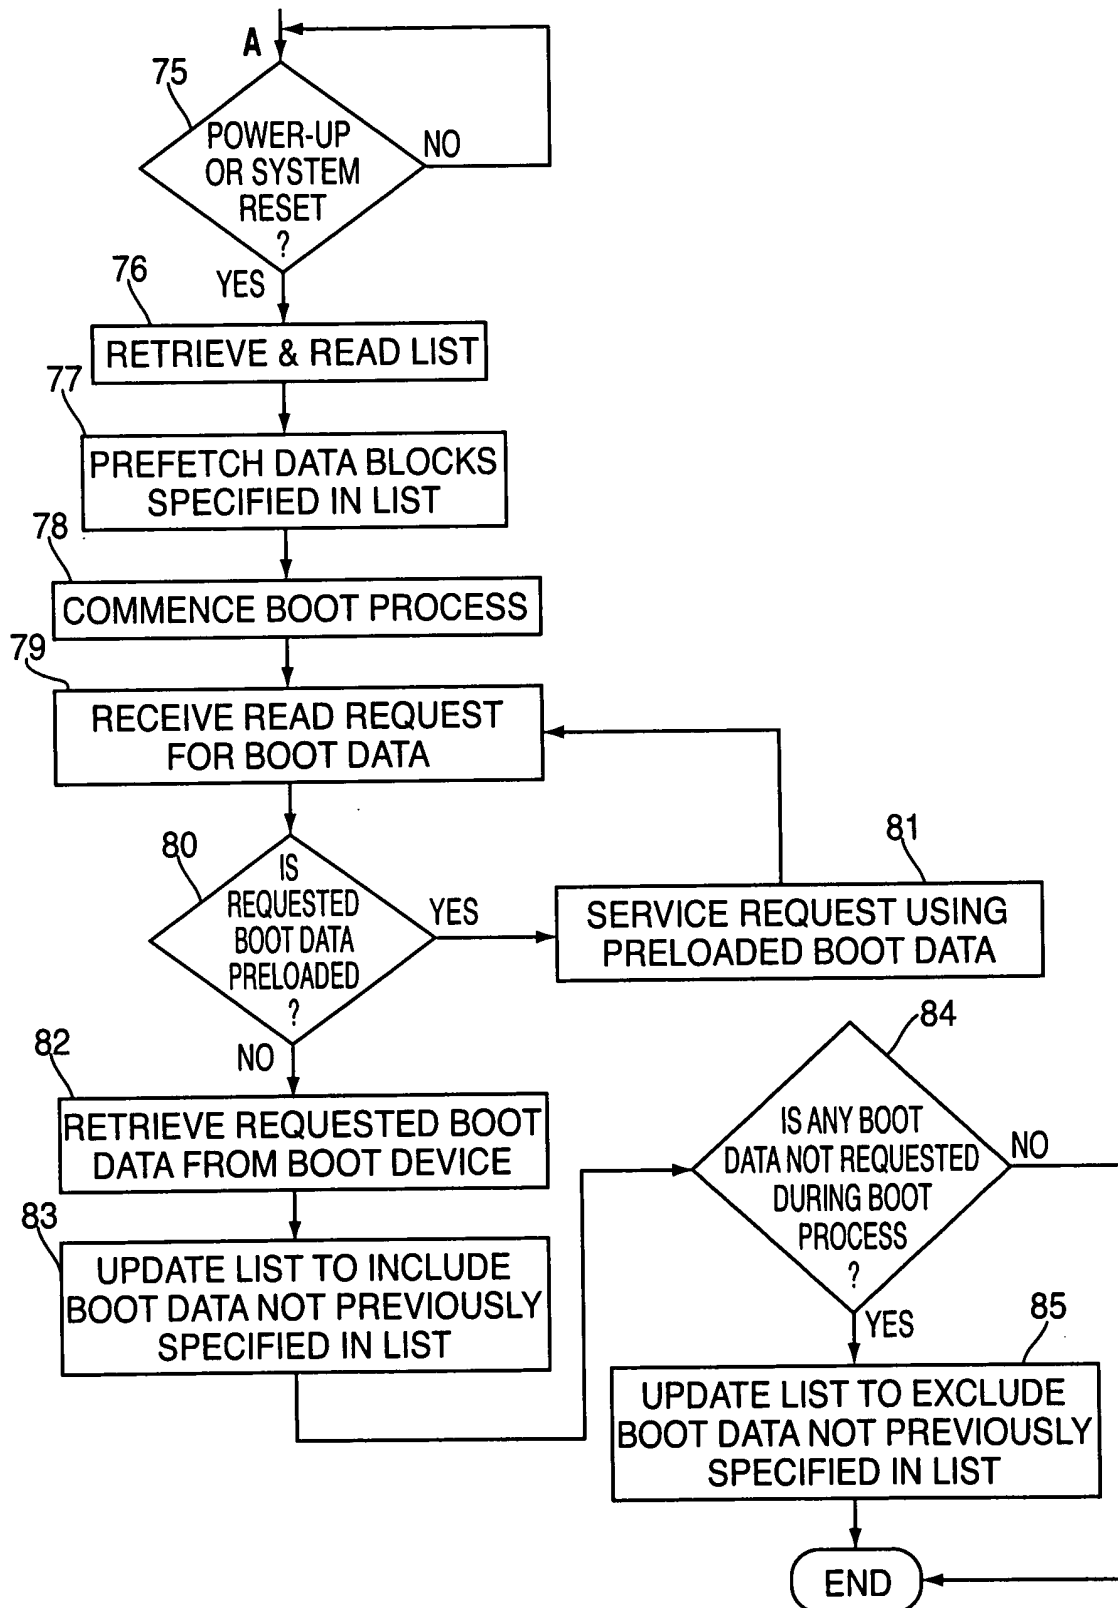 A
75
POWER-UP
OR SYSTEM
RESET
?
NO
YES
76
RETRIEVE & READ LIST
77
PREFETCH DATA BLOCKS
SPECIFIED IN LIST
78
COMMENCE BOOT PROCESS
79
RECEIVE READ REQUEST
FOR BOOT DATA
80
IS
REQUESTED
BOOT DATA
PRELOADED
?
YES
81
SERVICE REQUEST USING
PRELOADED BOOT DATA
NO
82
RETRIEVE REQUESTED BOOT
DATA FROM BOOT DEVICE
83
UPDATE LIST TO INCLUDE
BOOT DATA NOT PREVIOUSLY
SPECIFIED IN LIST
84
IS ANY BOOT
DATA NOT REQUESTED
DURING BOOT
PROCESS
?
NO
YES
85
UPDATE LIST TO EXCLUDE
BOOT DATA NOT PREVIOUSLY
SPECIFIED IN LIST
END